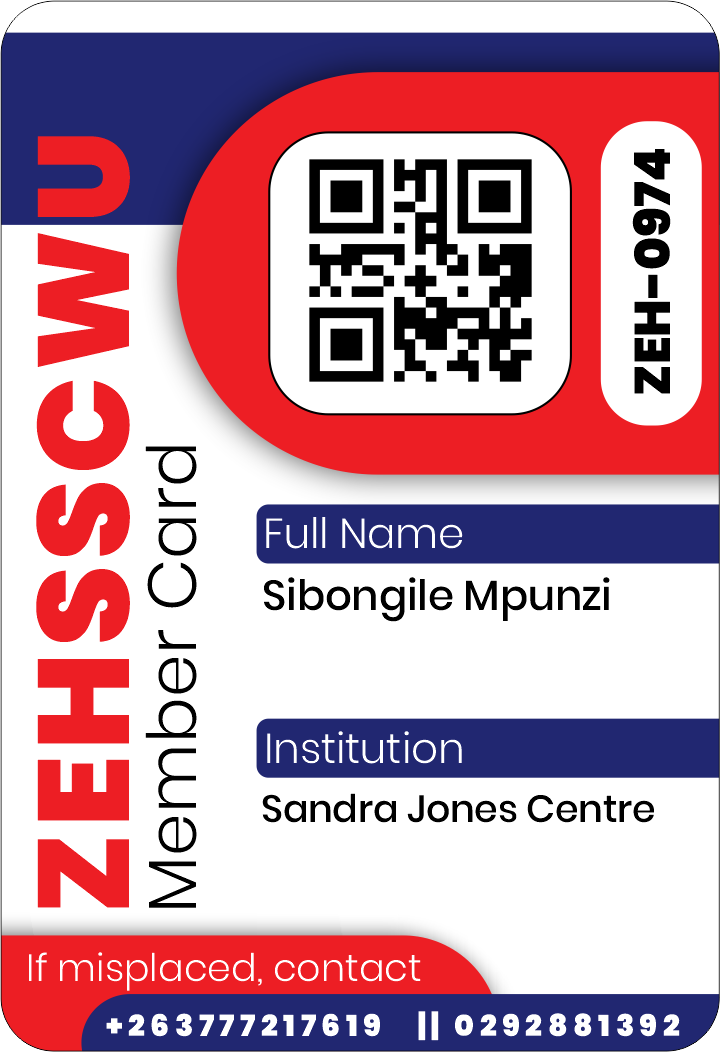 ZEHSSCWU
Member Card
ZEH-0974
Full Name
Sibongile Mpunzi
Institution
Sandra Jones Centre
If misplaced, contact
+263777217619 || 0292881392